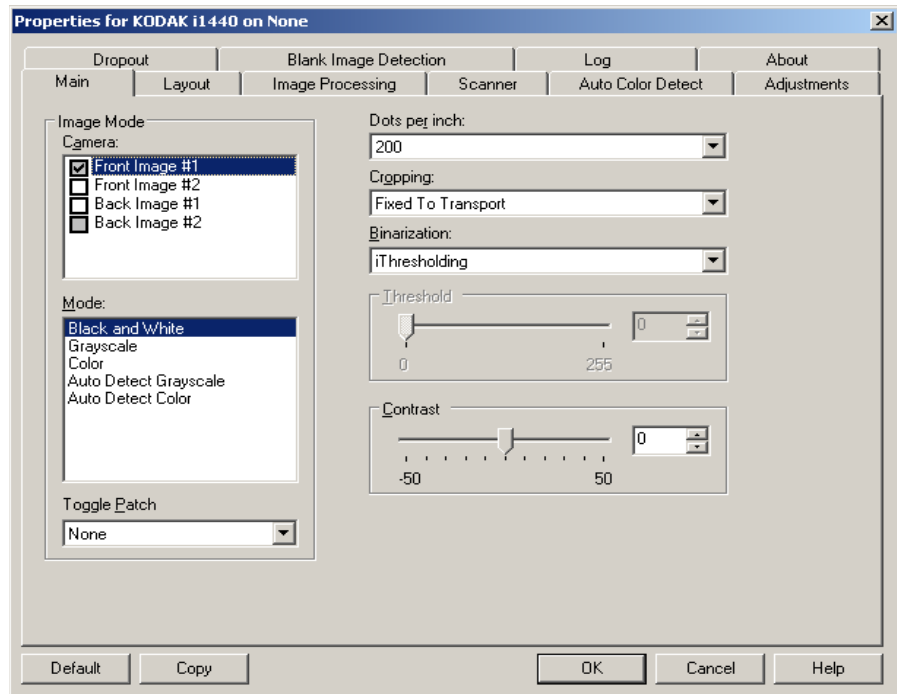 Properties for KODAK i1440 on None
Dropout
Blank Image Detection
Log
About
Main
Layout
Image Processing
Scanner
Auto Color Detect
Adjustments
Image Mode
Camera:
Front Image #1
Front Image #2
Back Image #1
Back Image #2
Mode:
Black and White
Grayscale
Color
Auto Detect Grayscale
Auto Detect Color
Toggle Patch
None
Dots per inch:
200
Cropping:
Fixed To Transport
Binarization:
iThresholding
Threshold
0
0
255
Contrast
0
-50
50
Default
Copy
OK
Cancel
Help